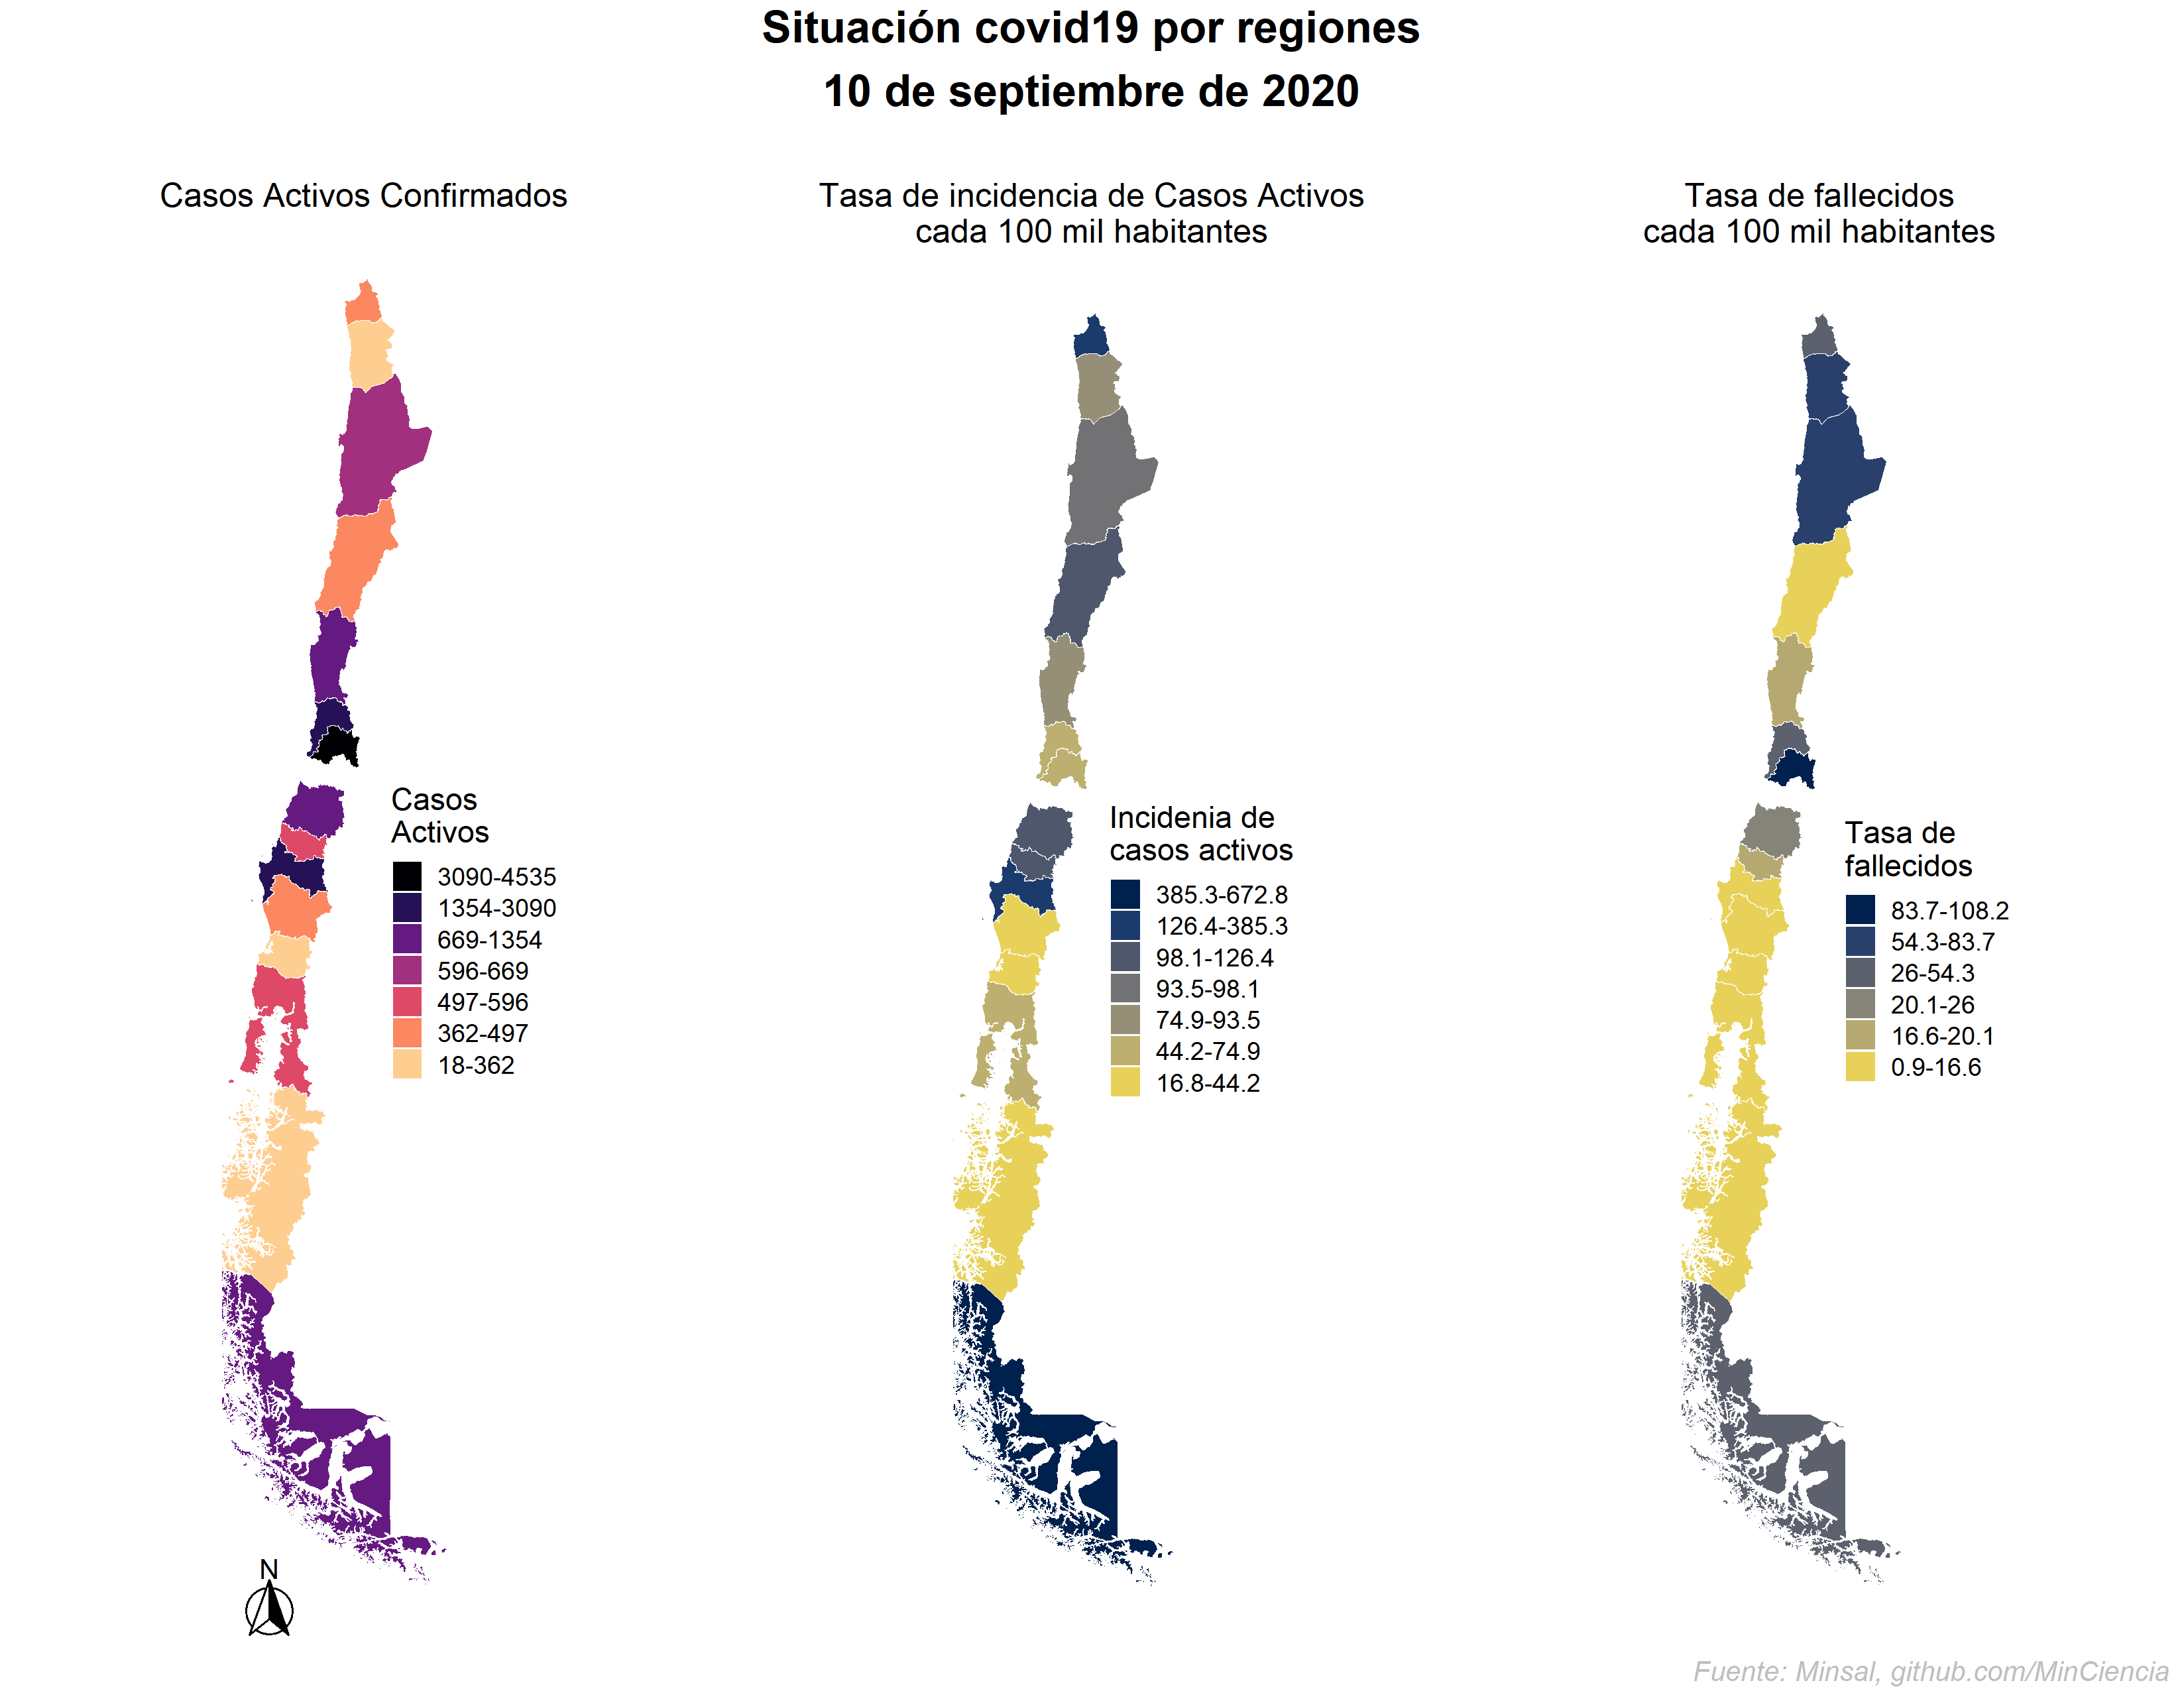 Situación covid19 por regiones
10 de septiembre de 2020
Casos Activos Confirmados
Tasa de incidencia de Casos Activos
cada 100 mil habitantes
Tasa de fallecidos
cada 100 mil habitantes
Casos
Activos
3090-4535
1354-3090
669-1354
596-669
497-596
362-497
18-362
Incidenia de
casos activos
385.3-672.8
126.4-385.3
98.1-126.4
93.5-98.1
74.9-93.5
44.2-74.9
16.8-44.2
Tasa de
fallecidos
83.7-108.2
54.3-83.7
26-54.3
20.1-26
16.6-20.1
0.9-16.6
N
Fuente: Minsal, github.com/MinCiencia